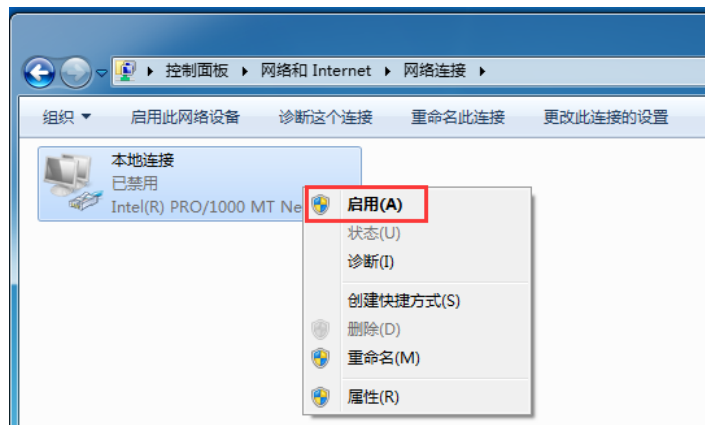 控制面板 网络和 Internet 网络连接
组织 启用此网络设备 诊断这个连接 重命名此连接 更改此连接的设置
本地连接
已禁用
Intel(R) PRO/1000 MT Ne
启用(A)
状态(U)
诊断(I)
创建快捷方式(S)
删除(D)
重命名(M)
属性(R)